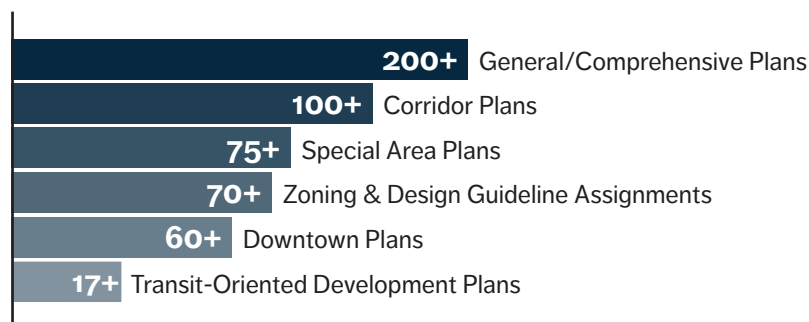 200+ General/Comprehensive Plans
100+ Corridor Plans
75+ Special Area Plans
70+ Zoning & Design Guideline Assignments
60+ Downtown Plans
17+ Transit-Oriented Development Plans